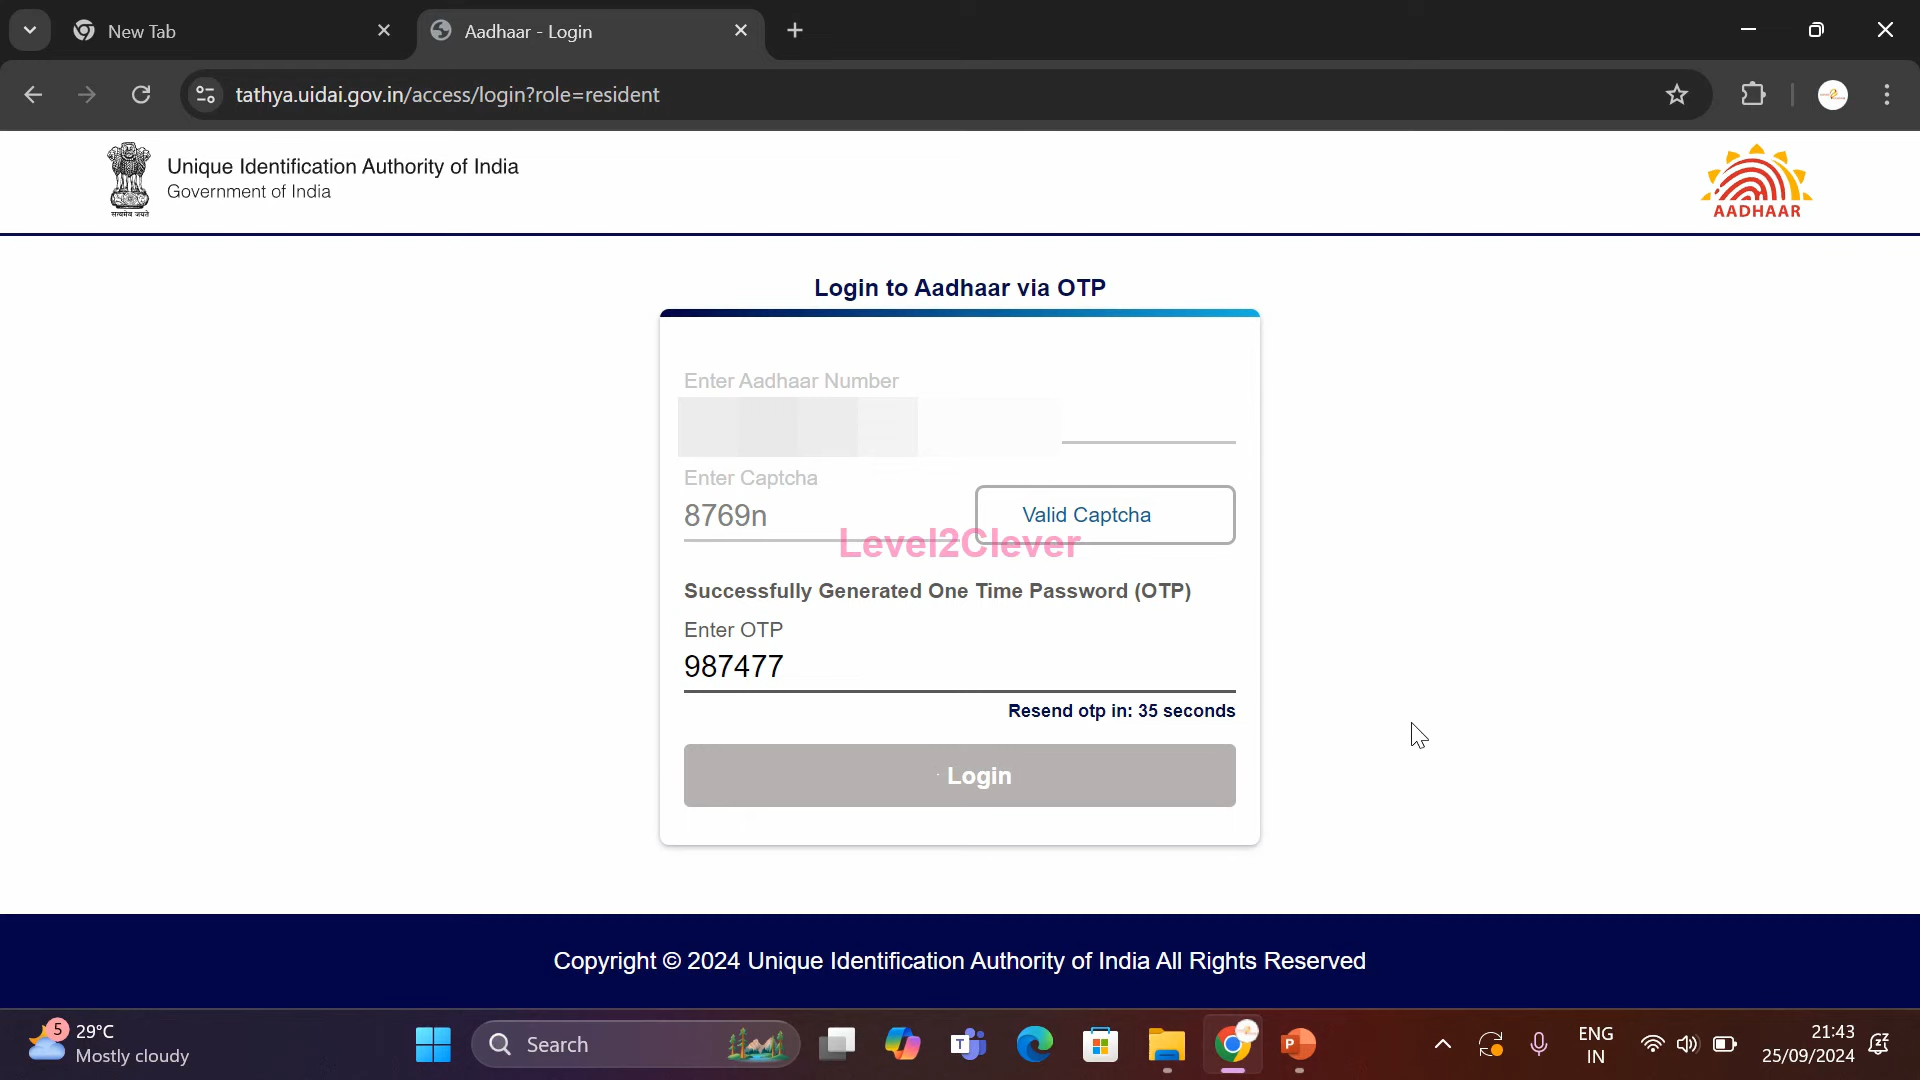 New Tab
Aadhaar - Login
tathya.uidai.gov.in/access/login?role=resident
Unique Identification Authority of India
Government of India
सत्यमेव जयते
AADHAAR
Login to Aadhaar via OTP
Enter Aadhaar Number
Enter Captcha
8769n
Valid Captcha
Level2Clever
Successfully Generated One Time Password (OTP)
Enter OTP
987477
Resend otp in: 35 seconds
Login
Copyright © 2024 Unique Identification Authority of India All Rights Reserved
5
29°C
Mostly cloudy
Search
T
P
ENG
IN
21:43
25/09/2024